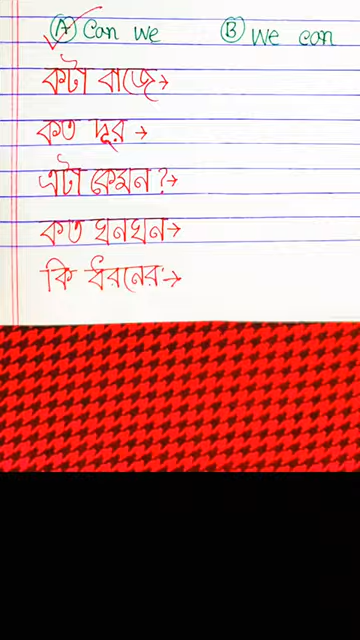 Ⓐ Can we Ⓑ We can
কটা বাজে→
কত দূর →
এটা কেমন?→
কত ঘনঘন→
কি ধরনের→